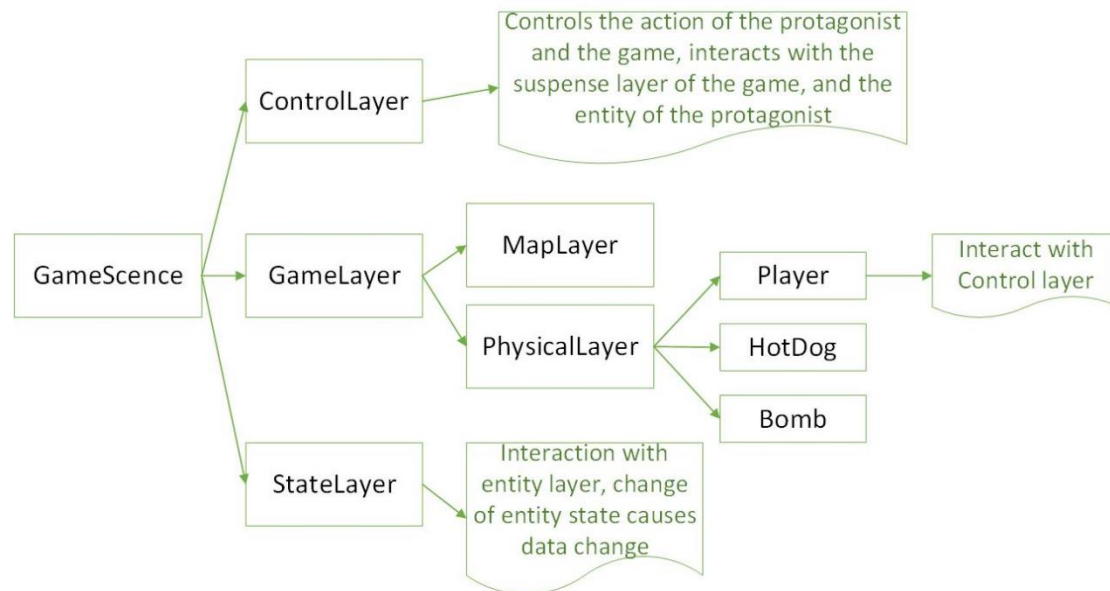 Controls the action of the protagonist
and the game, interacts with the
suspense layer of the game, and the
entity of the protagonist
ControlLayer
GameScence
GameLayer
MapLayer
PhysicalLayer
Player
Interact with
Control layer
HotDog
Bomb
StateLayer
Interaction with
entity layer, change
of entity state causes
data change